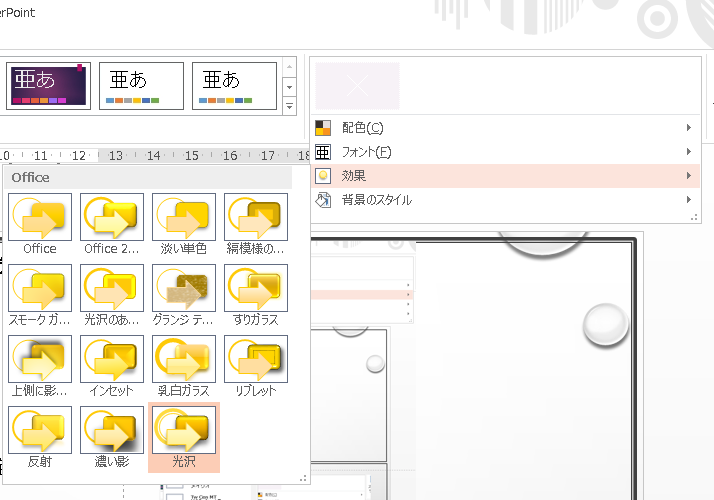 erPoint
亜あ
亜あ
亜あ
配色(C)
フォント(F)
効果
背景のスタイル
10 11 12 13 14 15 16 17 18
Office
Office
Office 2...
淡い単色
縞模様の...
スモーク ガ...
光沢のあ...
グランジ テ...
すりガラス
上側に影...
インセット
乳白ガラス
リブレット
反射
濃い影
光沢